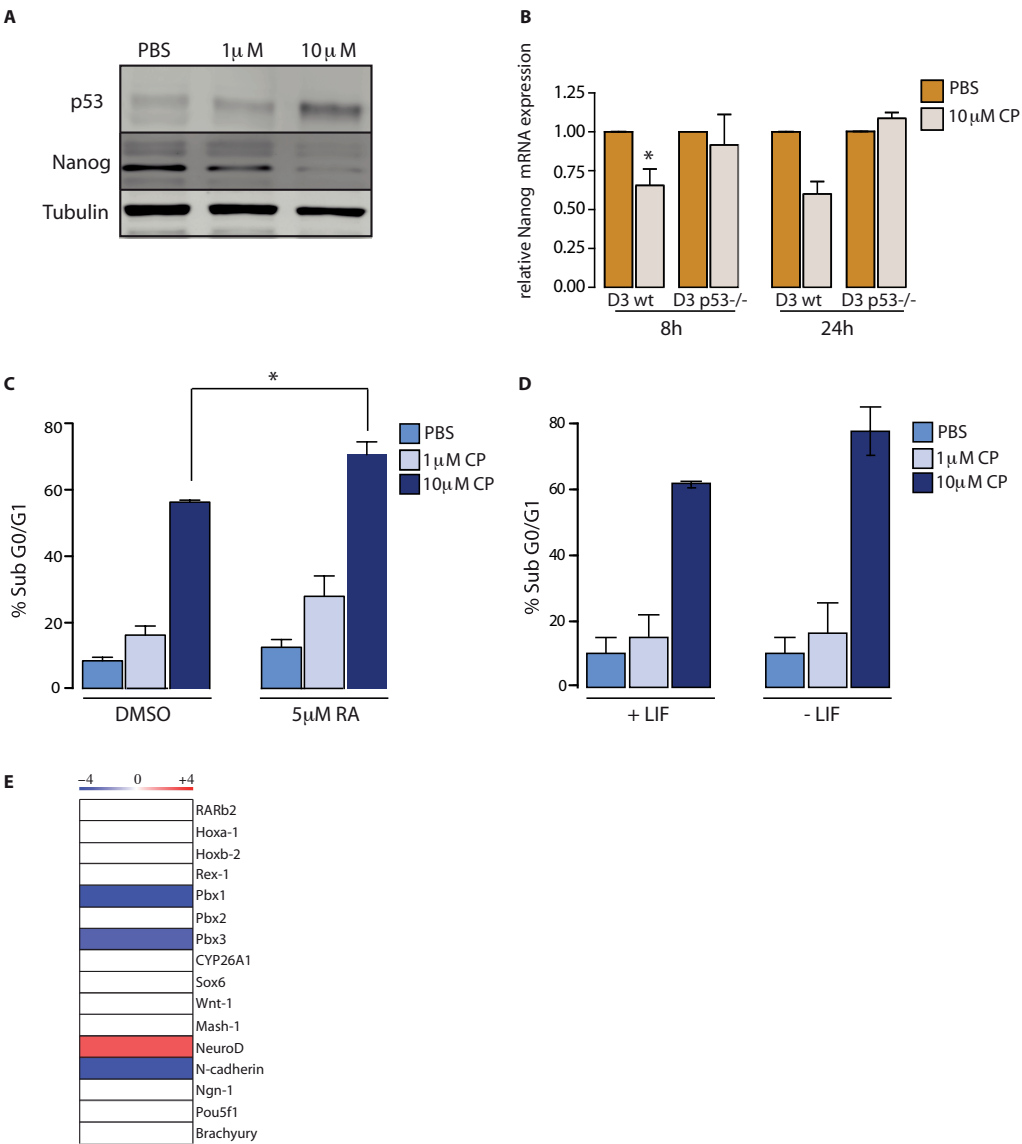 A
PBS 1μ M 10μ M
p53
Nanog
Tubulin
B
relative Nanog mRNA expression
1.25
1.00
0.75
0.50
0.25
0.00
*
PBS
10μM CP
D3 wt D3 p53-/- D3 wt D3 p53-/-
8h 24h
C
*
% Sub G0/G1
80
60
40
20
0
PBS
1μM CP
10μM CP
DMSO 5μM RA
D
% Sub G0/G1
80
60
40
20
0
PBS
1μM CP
10μM CP
+ LIF - LIF
E
−4 0 +4
RARb2
Hoxa-1
Hoxb-2
Rex-1
Pbx1
Pbx2
Pbx3
CYP26A1
Sox6
Wnt-1
Mash-1
NeuroD
N-cadherin
Ngn-1
Pou5f1
Brachyury